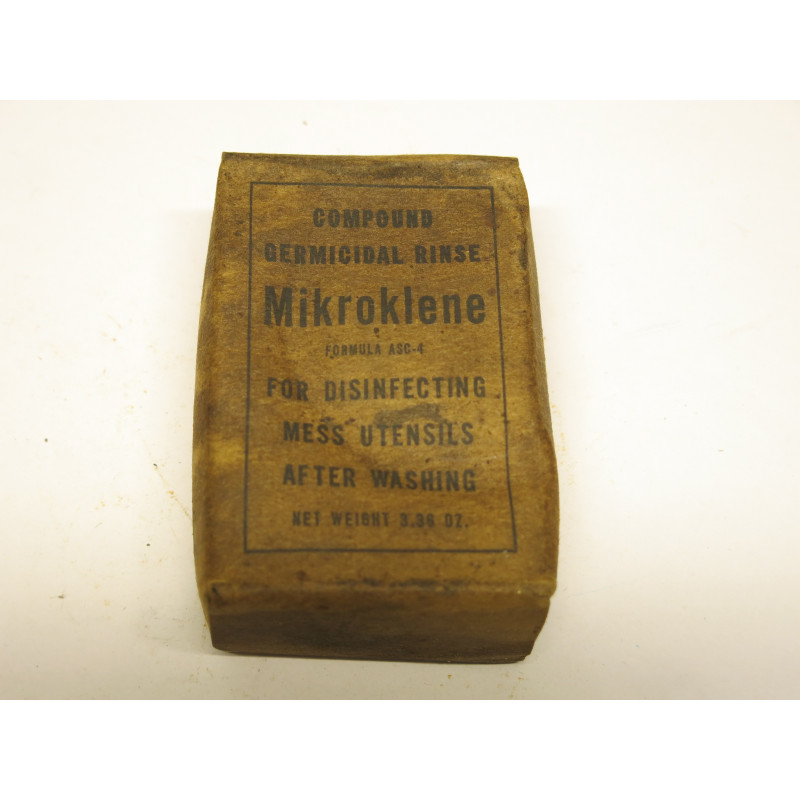 COMPOUND
GERMICIDAL RINSE
Mikroklene
FORMULA ASC-4
FOR DISINFECTING
MESS UTENSILS
AFTER WASHING
NET WEIGHT 3.36 OZ.